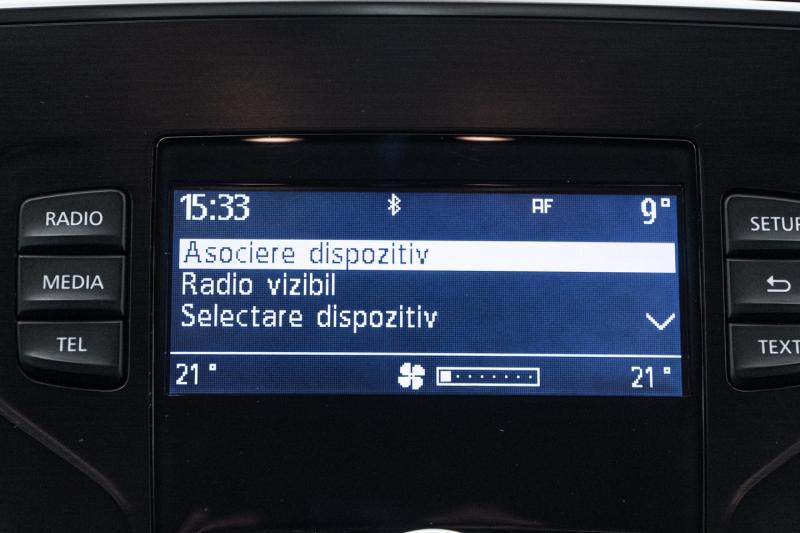 15:33 AF 9°
RADIO
Asociere dispozitiv
SETUP
MEDIA
Radio vizibil
Selectare dispozitiv
TEL
TEXT
21° 21°